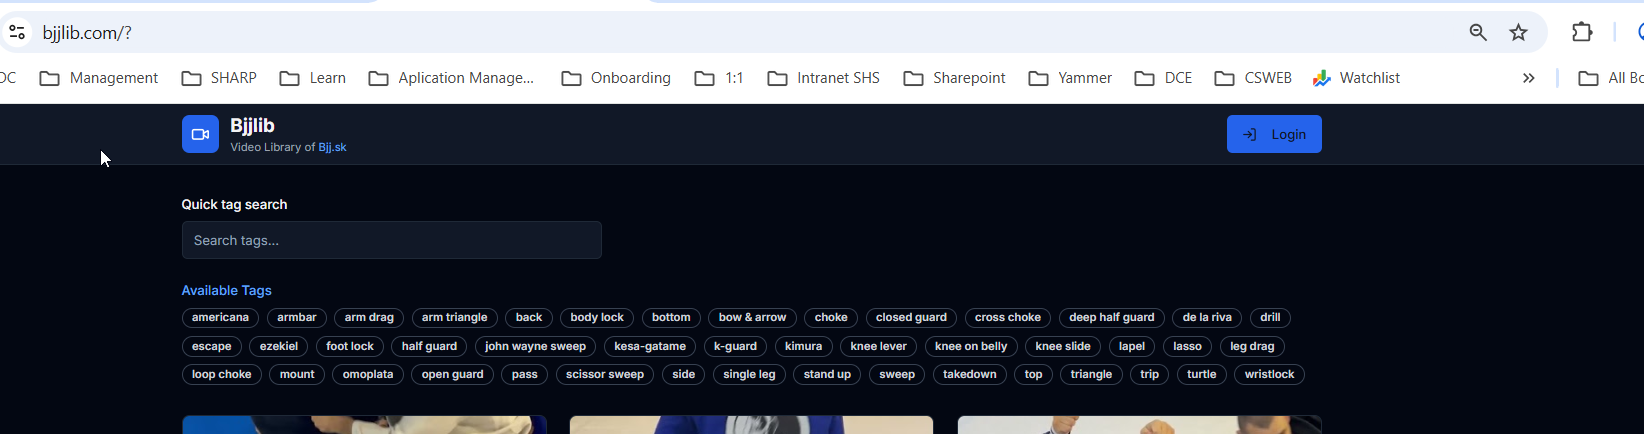 bjjlib.com/?
Management SHARP Learn Aplication Manage... Onboarding 1:1 Intranet SHS Sharepoint Yammer DCE CSWEB Watchlist » All
Bjjlib
Video Library of Bjj.sk
Login
Quick tag search
Search tags...
Available Tags
americana armbar arm drag arm triangle back body lock bottom bow & arrow choke closed guard cross choke deep half guard de la riva drill
escape ezekiel foot lock half guard john wayne sweep kesa-gatame k-guard kimura knee lever knee on belly knee slide lapel lasso leg drag
loop choke mount omoplata open guard pass scissor sweep side single leg stand up sweep takedown top triangle trip turtle wristlock